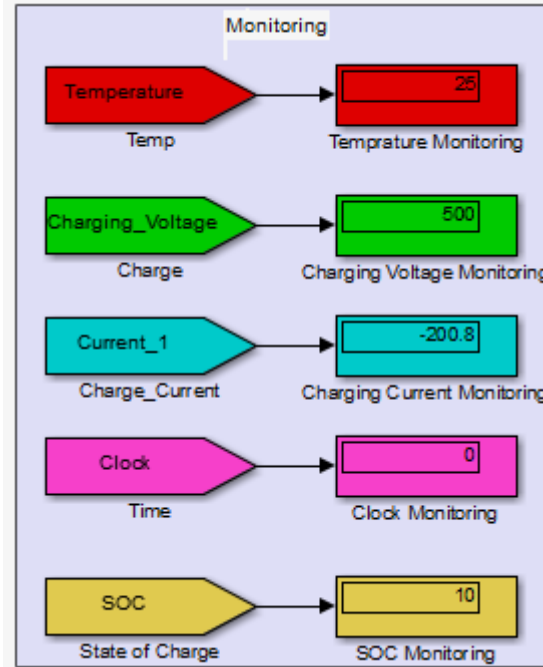 Monitoring
Temperature
25
Temp
Temprature Monitoring
Charging_Voltage
500
Charge
Charging Voltage Monitoring
Current_1
-200.8
Charge_Current
Charging Current Monitoring
Clock
0
Time
Clock Monitoring
SOC
10
State of Charge
SOC Monitoring